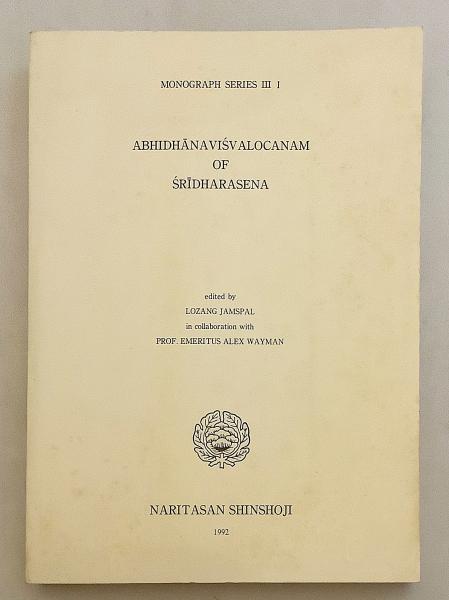 MONOGRAPH SERIES III I
ABHIDHĀNAVIŚVALOCANAM
OF
ŚRĪDHARASENA
edited by
LOZANG JAMSPAL
in collaboration with
PROF. EMERITUS ALEX WAYMAN
NARITASAN SHINSHOJI
1992